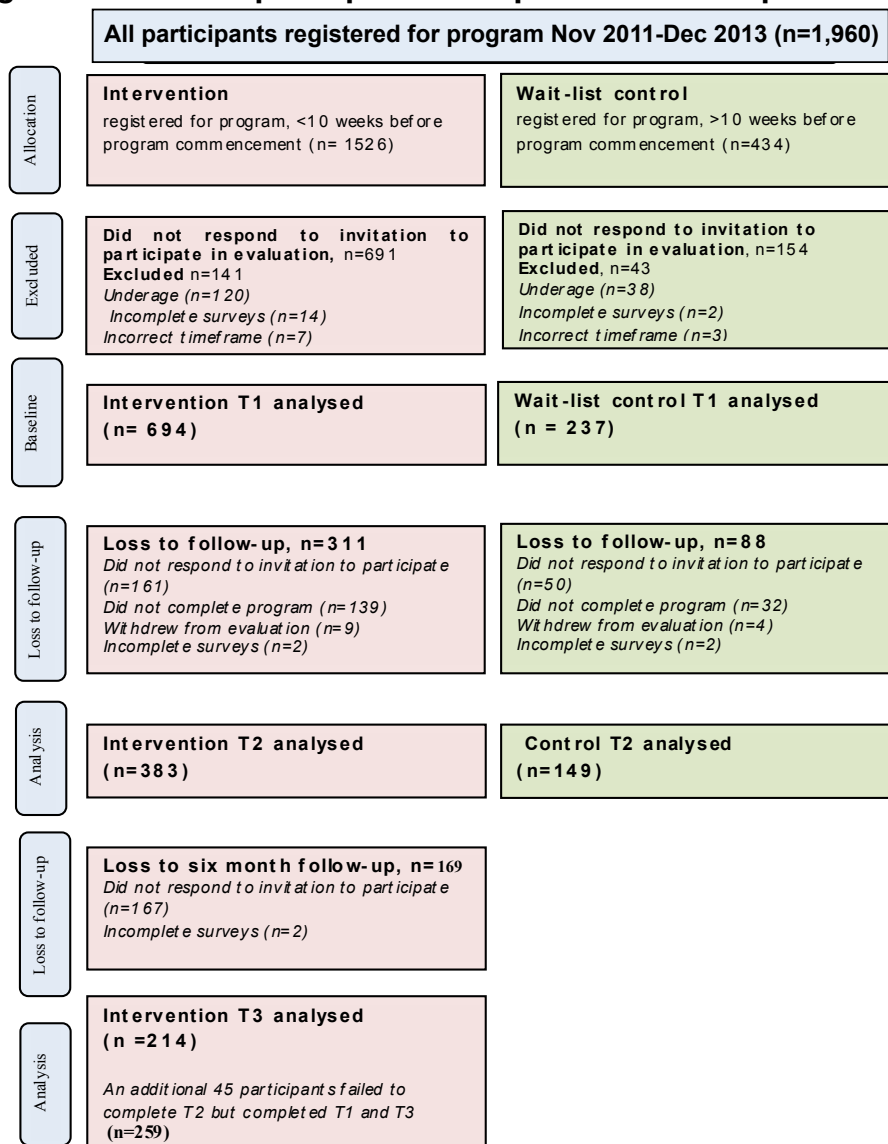 All participants registered for program Nov 2011-Dec 2013 (n=1,960)
Allocation
Intervention
registered for program, <10 weeks before
program commencement (n= 1526)
Wait-list control
registered for program, >10 weeks before
program commencement (n=434)
Excluded
Did not respond to invitation to
participate in evaluation, n=691
Excluded n=141
Underage (n=120)
Incomplete surveys (n=14)
Incorrect timeframe (n=7)
Did not respond to invitation to
participate in evaluation, n=154
Excluded, n=43
Underage (n=38)
Incomplete surveys (n=2)
Incorrect timeframe (n=3)
Baseline
Intervention T1 analysed
(n= 694)
Wait-list control T1 analysed
(n = 237)
Loss to follow-up
Loss to follow-up, n=311
Did not respond to invitation to participate
(n=161)
Did not complete program (n=139)
Withdrew from evaluation (n=9)
Incomplete surveys (n=2)
Loss to follow-up, n=88
Did not respond to invitation to participate
(n=50)
Did not complete program (n=32)
Withdrew from evaluation (n=4)
Incomplete surveys (n=2)
Analysis
Intervention T2 analysed
(n=383)
Control T2 analysed
(n=149)
Loss to follow-up
Loss to six month follow-up, n=169
Did not respond to invitation to participate
(n=167)
Incomplete surveys (n=2)
Analysis
Intervention T3 analysed
(n =214)
An additional 45 participants failed to
complete T2 but completed T1 and T3
(n=259)